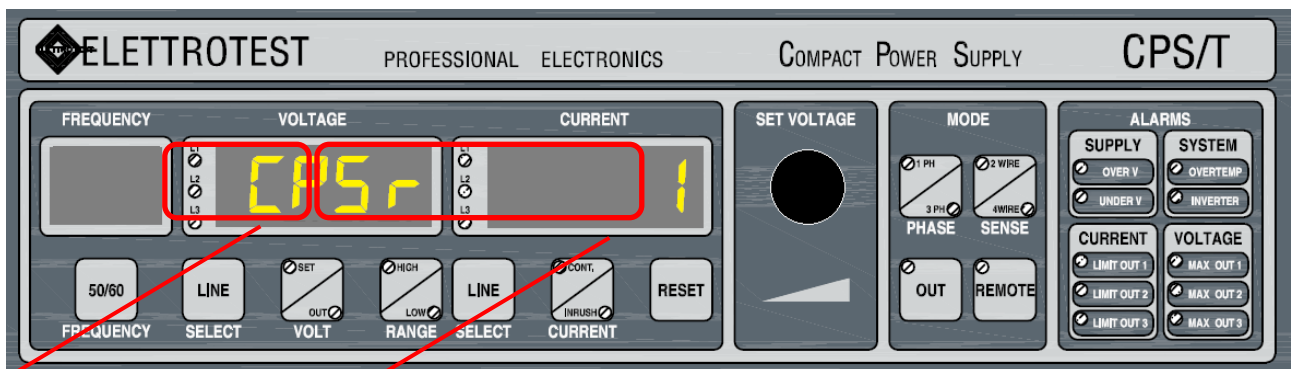 ELETTROTEST PROFESSIONAL ELECTRONICS COMPACT POWER SUPPLY CPS/T
FREQUENCY VOLTAGE CURRENT
L1
L2
L3
CPSr
L1
L2
L3
1
50/60
FREQUENCY
LINE
SELECT
SET
OUT
VOLT
HIGH
LOW
RANGE
LINE
SELECT
CONT,
INRUSH
CURRENT
RESET
SET VOLTAGE
MODE
1 PH
3 PH
PHASE
2 WIRE
4WIRE
SENSE
OUT
REMOTE
ALARMS
SUPPLY
OVER V
UNDER V
SYSTEM
OVERTEMP
INVERTER
CURRENT
LIMIT OUT 1
LIMIT OUT 2
LIMIT OUT 3
VOLTAGE
MAX OUT 1
MAX OUT 2
MAX OUT 3